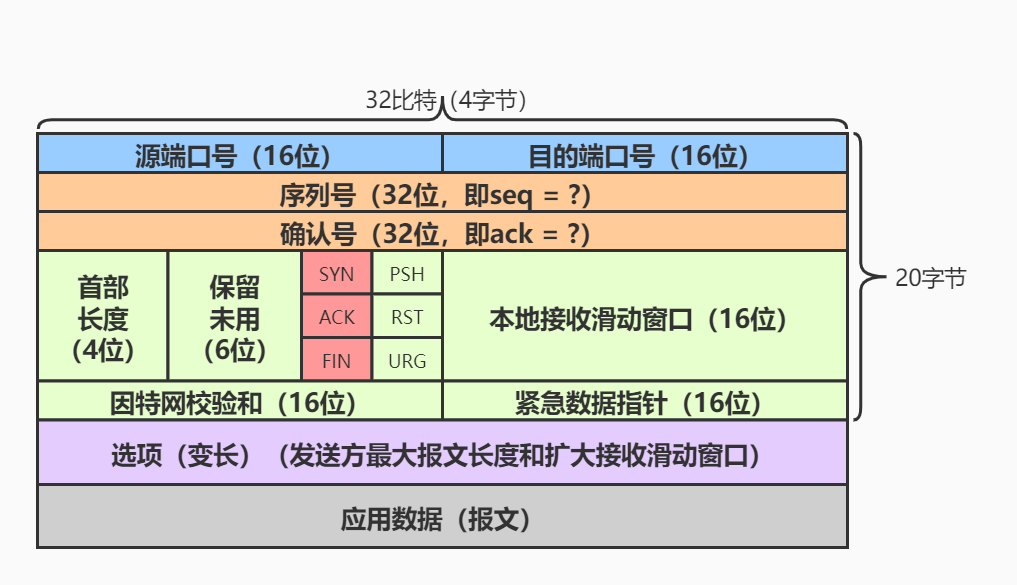 32比特（4字节）
源端口号（16位） 目的端口号（16位）
序列号（32位，即seq = ?）
确认号（32位，即ack = ?）
首部
长度
（4位）
保留
未用
（6位）
SYN PSH
ACK RST
FIN URG
本地接收滑动窗口（16位）
20字节
因特网校验和（16位） 紧急数据指针（16位）
选项（变长）（发送方最大报文长度和扩大接收滑动窗口）
应用数据（报文）